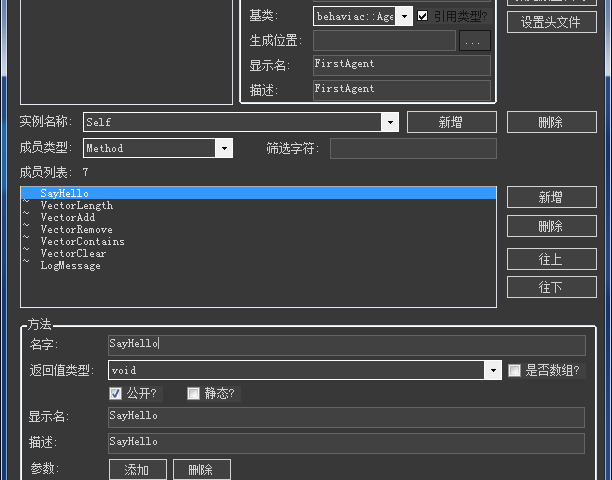 基类: behaviac::Age 引用类型?
设置头文件
生成位置: ...
显示名: FirstAgent
描述: FirstAgent
实例名称: Self 新增 删除
成员类型: Method 筛选字符:
成员列表: 7
SayHello
~ VectorLength
~ VectorAdd
~ VectorRemove
~ VectorContains
~ VectorClear
~ LogMessage
新增
删除
往上
往下
方法
名字: SayHello
返回值类型: void 是否数组?
公开? 静态?
显示名: SayHello
描述: SayHello
参数: 添加 删除